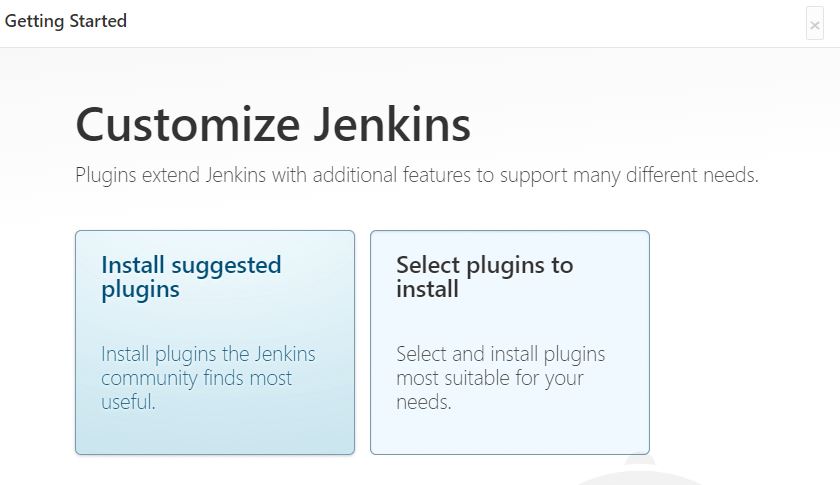 Getting Started
Customize Jenkins
Plugins extend Jenkins with additional features to support many different needs.
Install suggested
plugins
Install plugins the Jenkins
community finds most
useful.
Select plugins to
install
Select and install plugins
most suitable for your
needs.